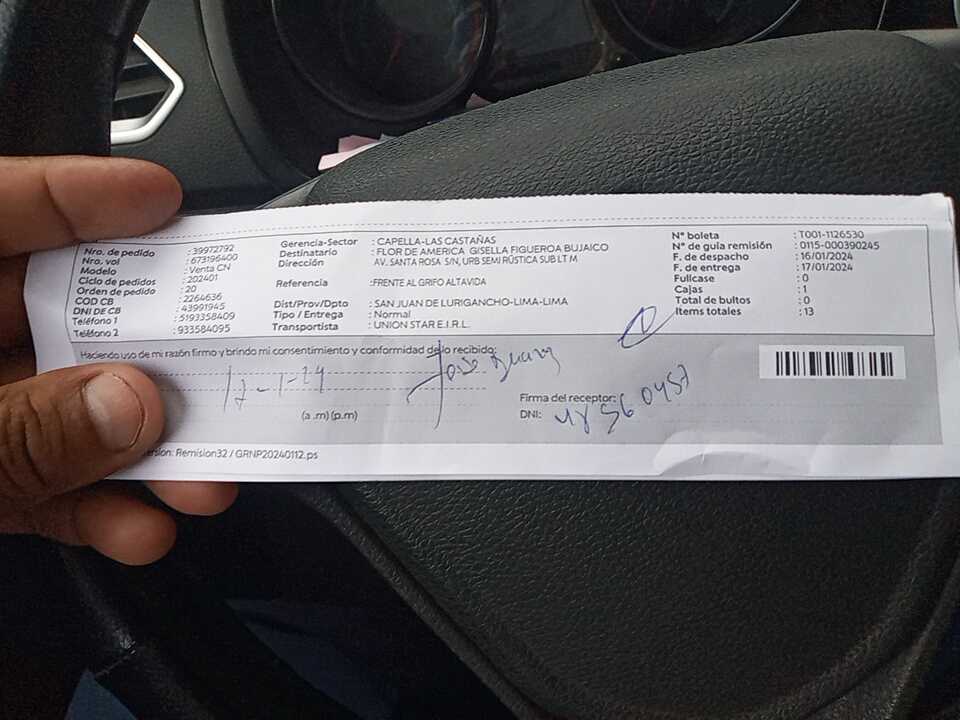 Nro. de pedido : 39972792
Nro. vol : 673196400
Modelo : Venta CN
Ciclo de pedidos : 202401
Orden de pedido : 20
COD CB : 2264636
DNI DE CB : 43991945
Teléfono 1 : 5193358409
Teléfono 2 : 933584095
Gerencia-Sector : CAPELLA-LAS CASTAÑAS
Destinatario : FLOR DE AMERICA GISELLA FIGUEROA BUJAICO
Dirección AV. SANTA ROSA S/N, URB SEMI RÚSTICA SUB LT M
Referencia :FRENTE AL GRIFO ALTAVIDA
Dist/Prov/Dpto : SAN JUAN DE LURIGANCHO-LIMA-LIMA
Tipo / Entrega : Normal
Transportista : UNION STAR E.I.R.L.
N° boleta : T001-1126530
N° de guia remisión : 0115-000390245
F. de despacho : 16/01/2024
F. de entrega : 17/01/2024
Fullcase : 0
Cajas : 1
Total de bultos : 0
Items totales : 13
Haciendo uso de mi razón firmo y brindo mi consentimiento y conformidad de lo recibido:
17-1-24
(a .m) (p.m)
Firma del receptor:
DNI: 48560457
Remision32 / GRNP20240112.ps